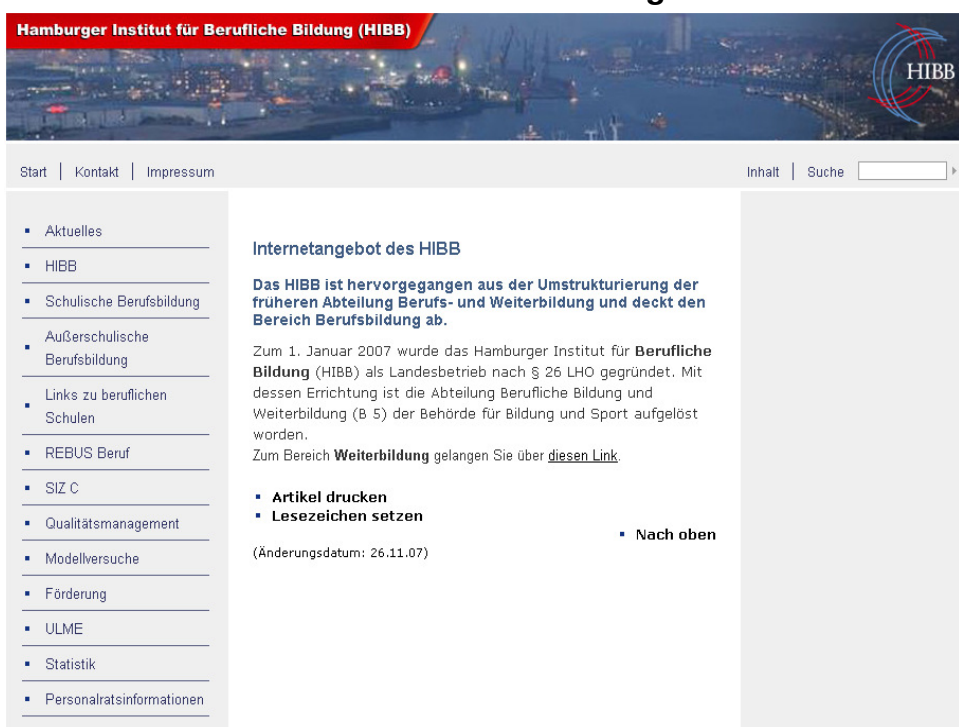 Hamburger Institut für Berufliche Bildung (HIBB)
HIBB
Start | Kontakt | Impressum
Inhalt | Suche
Aktuelles
HIBB
Schulische Berufsbildung
Außerschulische
Berufsbildung
Links zu beruflichen
Schulen
REBUS Beruf
SIZ C
Qualitätsmanagement
Modellversuche
Förderung
ULME
Statistik
Personalratsinformationen
Internetangebot des HIBB
Das HIBB ist hervorgegangen aus der Umstrukturierung der
früheren Abteilung Berufs- und Weiterbildung und deckt den
Bereich Berufsbildung ab.
Zum 1. Januar 2007 wurde das Hamburger Institut für Berufliche
Bildung (HIBB) als Landesbetrieb nach § 26 LHO gegründet. Mit
dessen Errichtung ist die Abteilung Berufliche Bildung und
Weiterbildung (B 5) der Behörde für Bildung und Sport aufgelöst
worden.
Zum Bereich Weiterbildung gelangen Sie über diesen Link.
Artikel drucken
Lesezeichen setzen
Nach oben
(Änderungsdatum: 26.11.07)